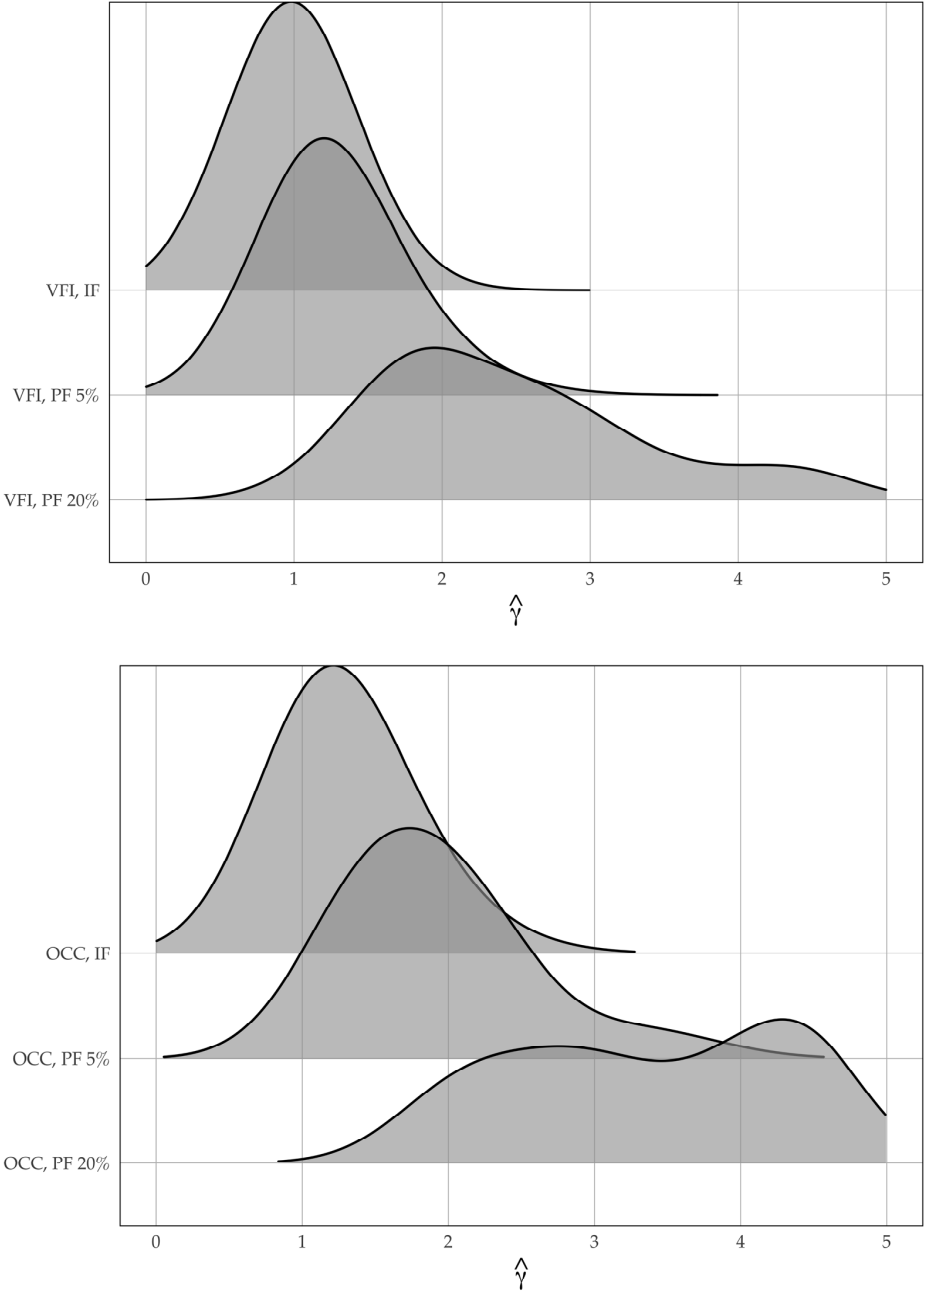 VFI, IF
VFI, PF 5%
VFI, PF 20%
0 1 2 3 4 5
γ̂
OCC, IF
OCC, PF 5%
OCC, PF 20%
0 1 2 3 4 5
γ̂